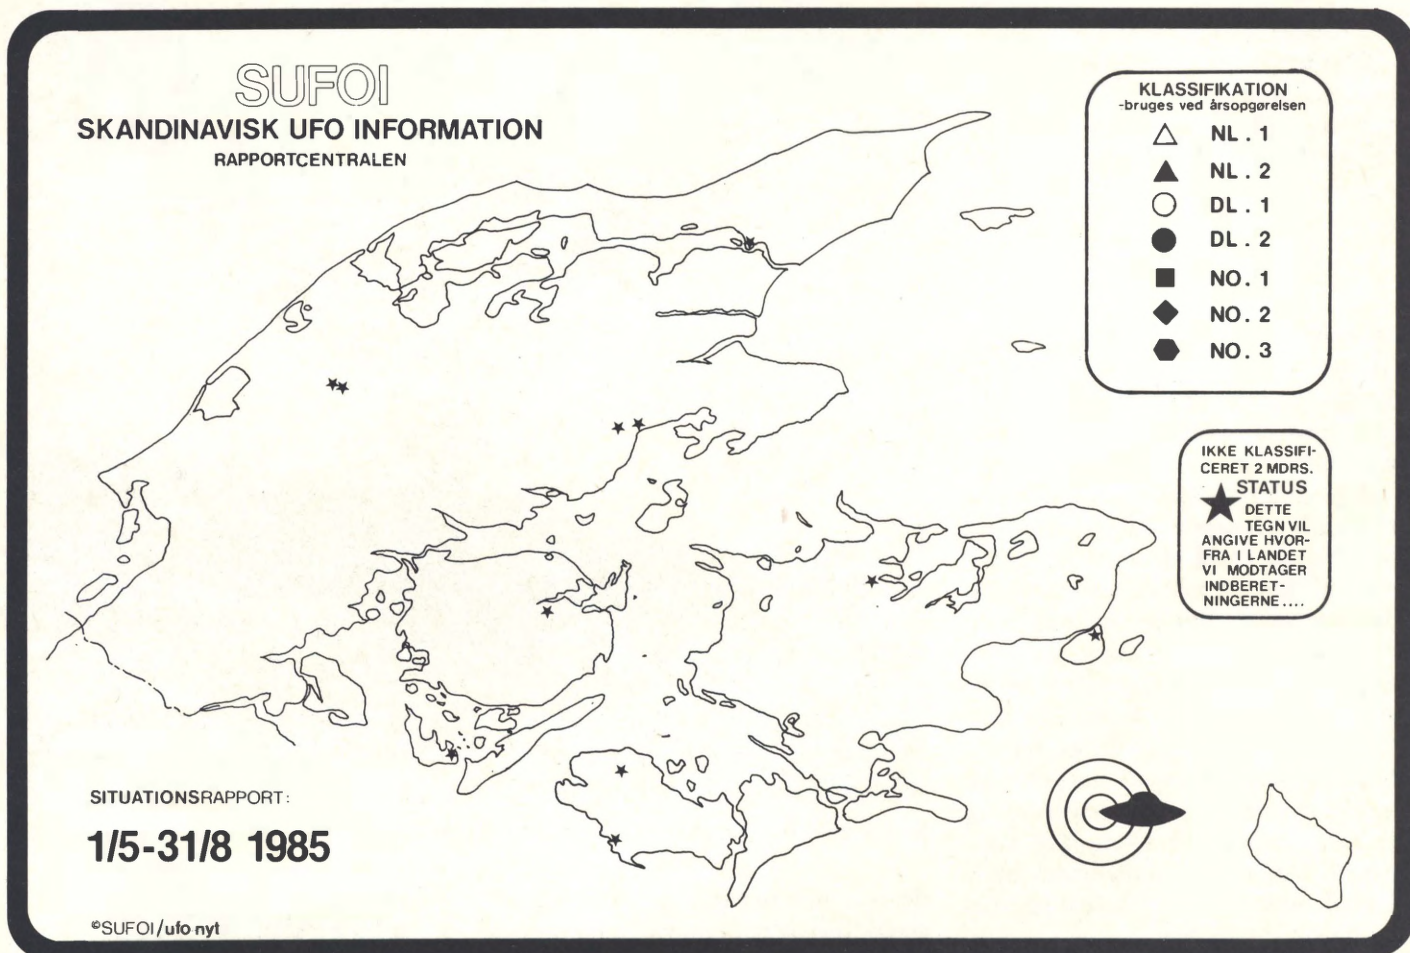 SUFOI
SKANDINAVISK UFO INFORMATION
RAPPORTCENTRALEN
KLASSIFIKATION
-bruges ved årsopgørelsen
NL. 1
NL. 2
DL. 1
DL. 2
NO. 1
NO. 2
NO. 3
IKKE KLASSIFI-
CERET 2 MDRS.
STATUS
DETTE
TEGN VIL
ANGIVE HVOR-
FRA I LANDET
VI MODTAGER
INDBERET-
NINGERNE....
SITUATIONSRAPPORT:
1/5-31/8 1985
©SUFOI/ufo-nyt